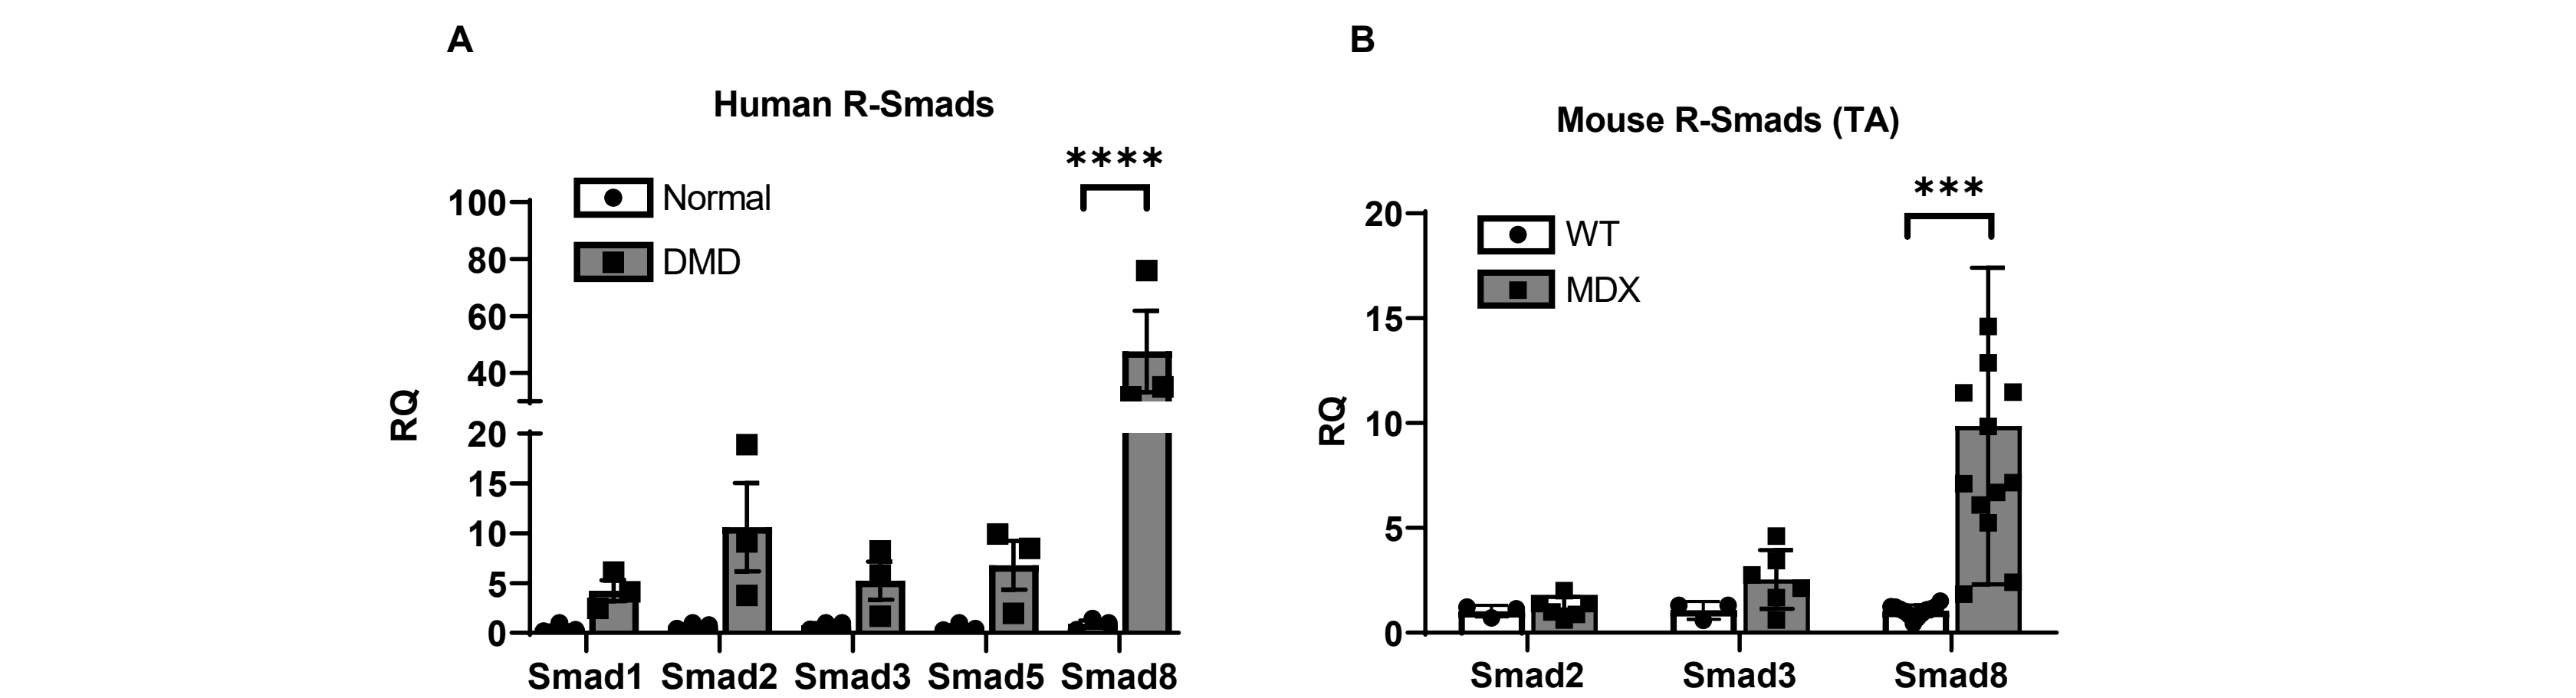 A
Human R-Smads
****
Normal
DMD
100
80
60
40
20
15
10
5
0
RQ
Smad1 Smad2 Smad3 Smad5 Smad8
B
Mouse R-Smads (TA)
***
WT
MDX
20
15
10
5
0
RQ
Smad2 Smad3 Smad8